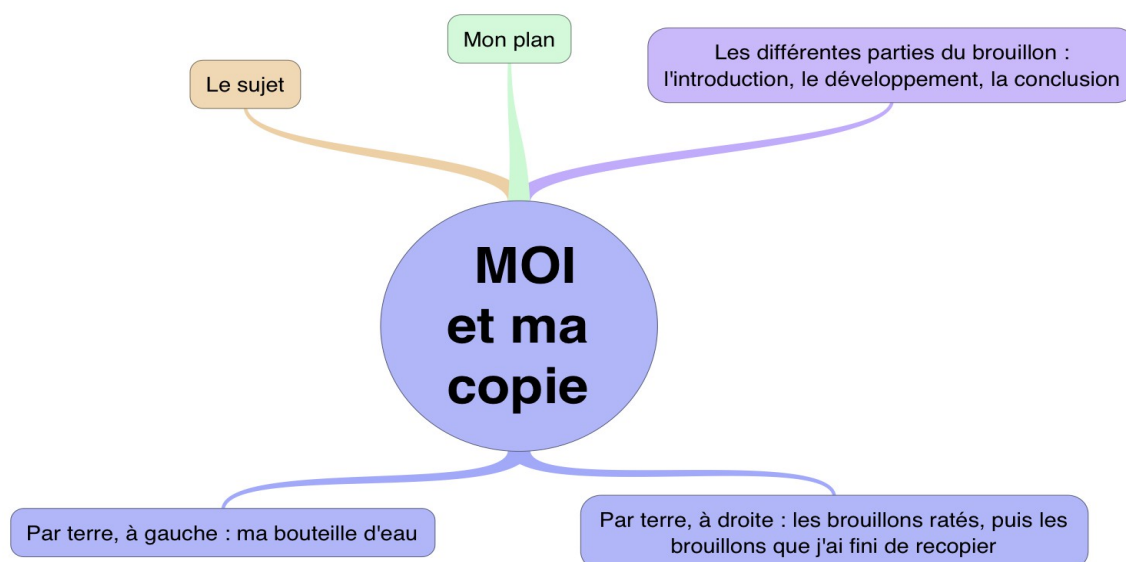 Mon plan
Les différentes parties du brouillon :
l'introduction, le développement, la conclusion
Le sujet
MOI
et ma
copie
Par terre, à gauche : ma bouteille d'eau
Par terre, à droite : les brouillons ratés, puis les
brouillons que j'ai fini de recopier